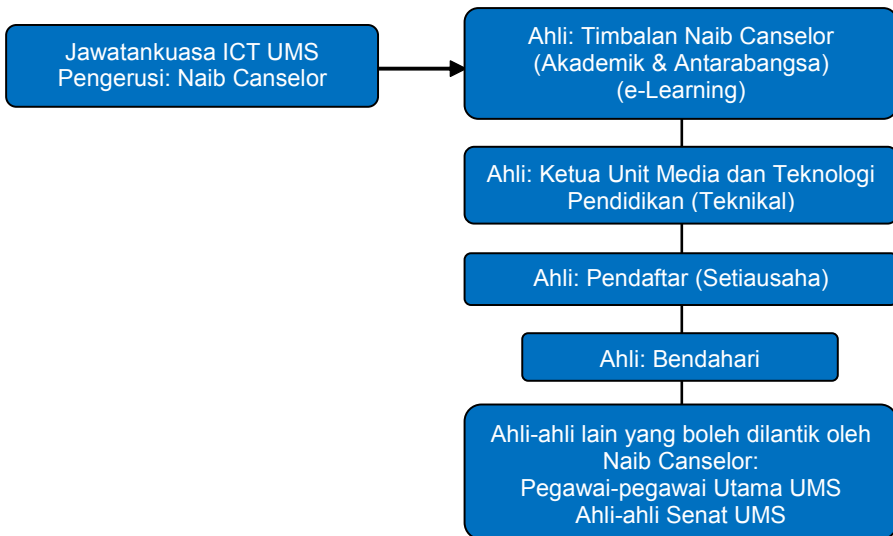 Jawatankuasa ICT UMS
Pengerusi: Naib Canselor
Ahli: Timbalan Naib Canselor
(Akademik & Antarabangsa)
(e-Learning)
Ahli: Ketua Unit Media dan Teknologi
Pendidikan (Teknikal)
Ahli: Pendaftar (Setiausaha)
Ahli: Bendahari
Ahli-ahli lain yang boleh dilantik oleh
Naib Canselor:
Pegawai-pegawai Utama UMS
Ahli-ahli Senat UMS